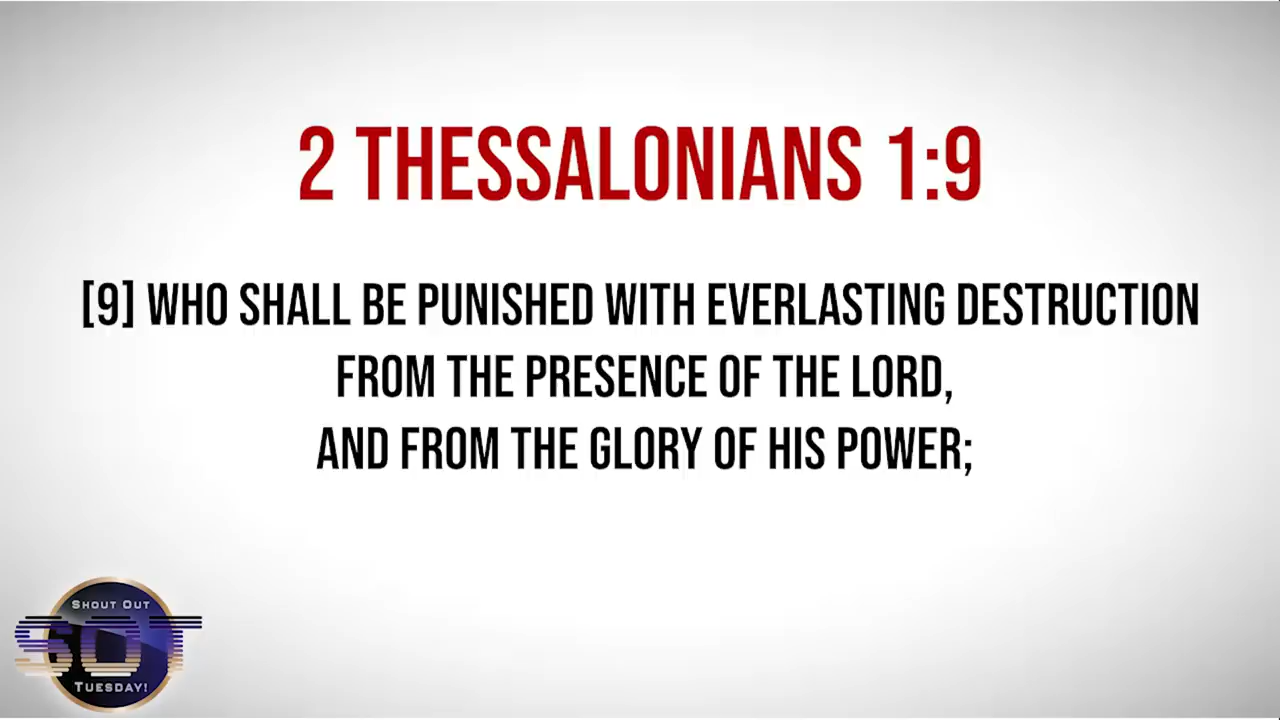 2 THESSALONIANS 1:9
[9] WHO SHALL BE PUNISHED WITH EVERLASTING DESTRUCTION
FROM THE PRESENCE OF THE LORD,
AND FROM THE GLORY OF HIS POWER;
SHOUT OUT
SOT
TUESDAY!